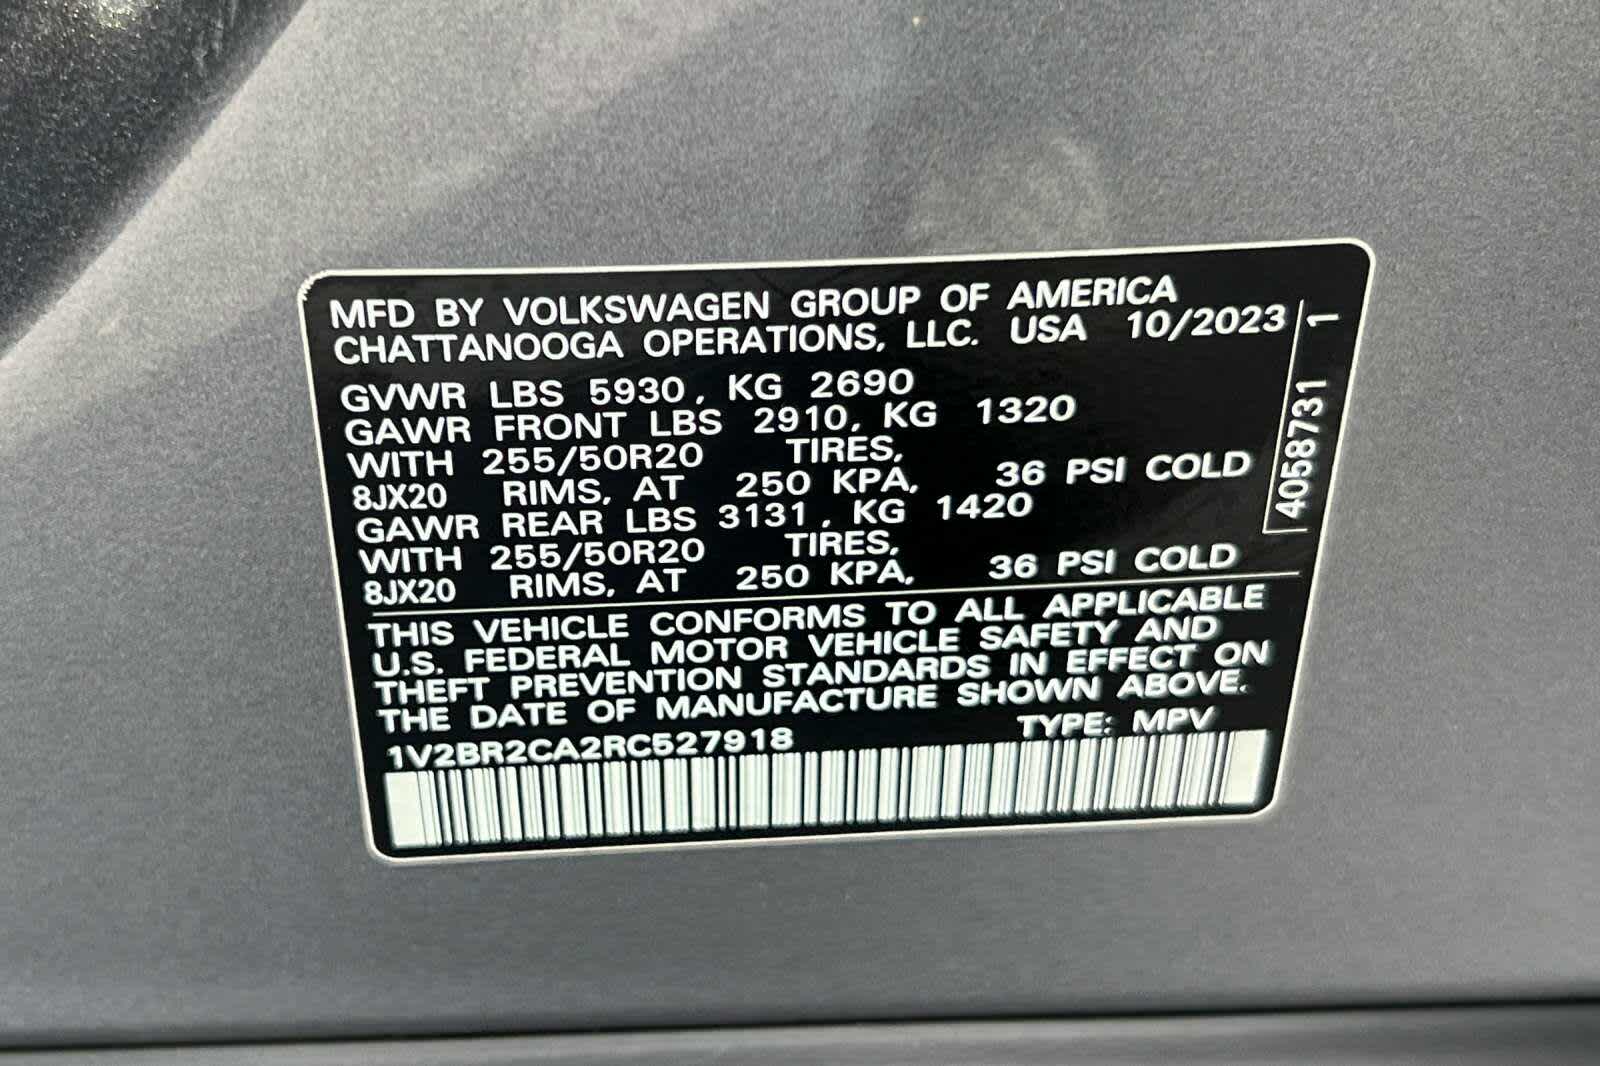 MFD BY VOLKSWAGEN GROUP OF AMERICA
CHATTANOOGA OPERATIONS, LLC. USA 10/2023
GVWR LBS 5930, KG 2690
GAWR FRONT LBS 2910, KG 1320
WITH 255/50R20 TIRES,
8JX20 RIMS, AT 250 KPA, 36 PSI COLD
GAWR REAR LBS 3131, KG 1420
WITH 255/50R20 TIRES,
8JX20 RIMS, AT 250 KPA, 36 PSI COLD
THIS VEHICLE CONFORMS TO ALL APPLICABLE
U.S. FEDERAL MOTOR VEHICLE SAFETY AND
THEFT PREVENTION STANDARDS IN EFFECT ON
THE DATE OF MANUFACTURE SHOWN ABOVE.
1V2BR2CA2RC527918 TYPE: MPV
4058731 1